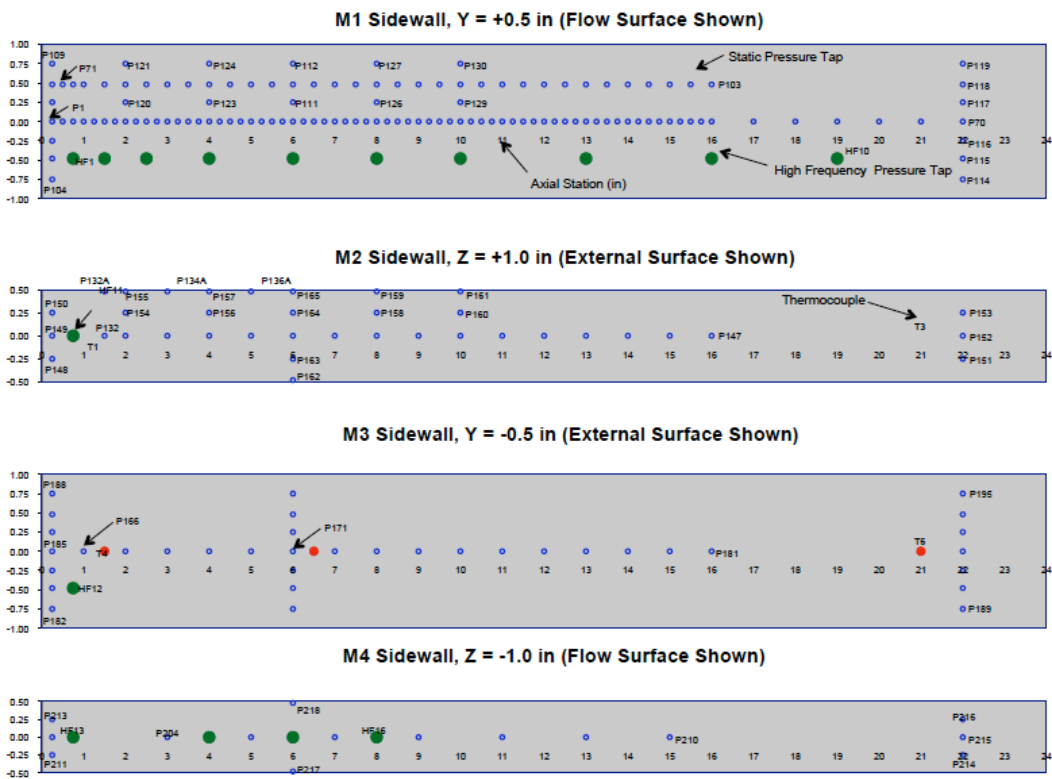 M1 Sidewall, Y = +0.5 in (Flow Surface Shown)
1.00
P109 Static Pressure Tap
0.75 P71 P121 P124 P112 P127 P130 P119
0.50 P103 P118
0.25 P1 P120 P123 P111 P126 P129 P117
0.00 P70
0 1 2 3 4 5 6 7 8 9 10 11 12 13 14 15 16 17 18 19 20 21 22 23 24
-0.25 P116
-0.50 HF1 HF10 P115
-0.75 P104 Axial Station (in) High Frequency Pressure Tap P114
-1.00
M2 Sidewall, Z = +1.0 in (External Surface Shown)
P132A P134A P136A
0.50 HF11 P155 P157 P165 P159 P161 Thermocouple
0.25 P150 P154 P156 P164 P158 P160 P153
0.00 P149 P132 T3 P147 P152
0 1 2 3 4 5 6 7 8 9 10 11 12 13 14 15 16 17 18 19 20 21 22 23 24
-0.25 T1 P148 P163 P151
-0.50 P162
M3 Sidewall, Y = -0.5 in (External Surface Shown)
1.00
P188
0.75 P195
0.50 P166 P171
0.25
0.00 P185 T4 P181 T6
0 1 2 3 4 5 6 7 8 9 10 11 12 13 14 15 16 17 18 19 20 21 22 23 24
-0.25
-0.50 HF12
-0.75 P182 P189
-1.00
M4 Sidewall, Z = -1.0 in (Flow Surface Shown)
0.50 P218
0.25 P213 P216
0.00 HF13 P204 HF16 P210 P215
0 1 2 3 4 5 6 7 8 9 10 11 12 13 14 15 16 17 18 19 20 21 22 23 24
-0.25 P211 P214
-0.50 P217